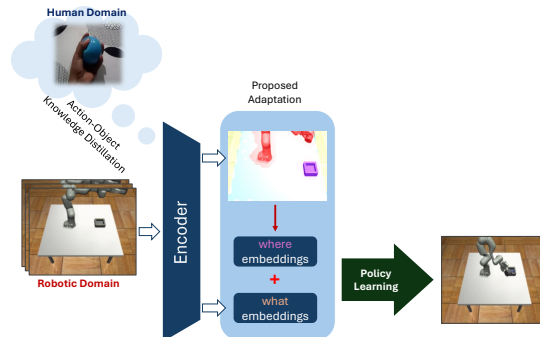 Human Domain
Action-Object
Knowledge Distillation
Robotic Domain
Encoder
Proposed
Adaptation
where
embeddings
+
what
embeddings
Policy
Learning